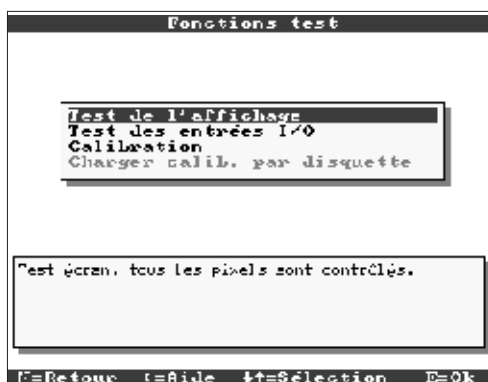 Fonctions test
Test de l'affichage
Test des entrées I/O
Calibration
Charger calib. par disquette
Test écran, tous les pixels sont contrôlés.
=Retour =Aide ↓↑=Sélection E=Ok